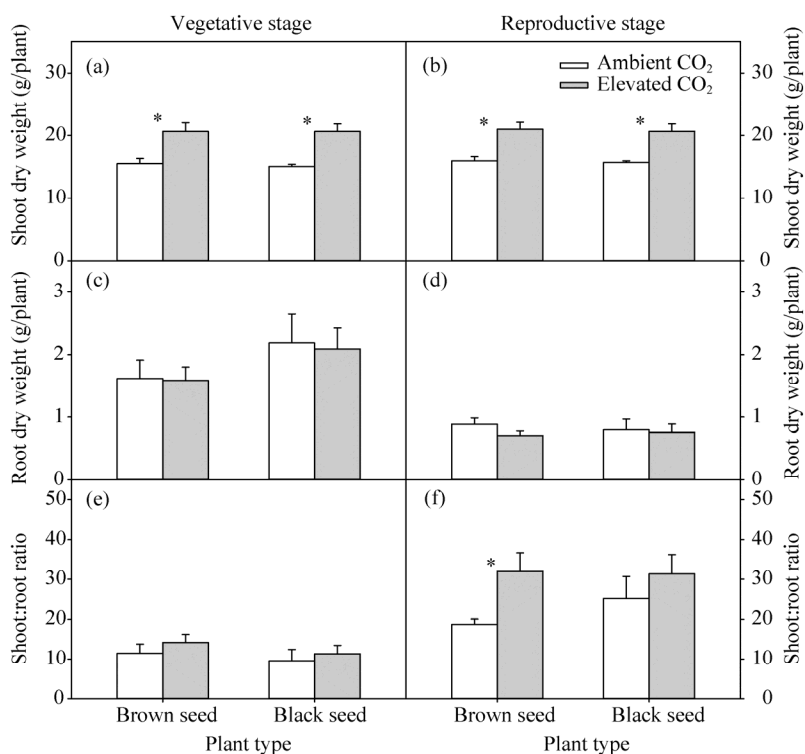 Vegetative stage
Reproductive stage
Shoot dry weight (g/plant)
30
20
10
0
(a)
*
*
(b)
Ambient CO₂
Elevated CO₂
*
*
30
20
10
0
Shoot dry weight (g/plant)
Root dry weight (g/plant)
3
2
1
0
(c)
(d)
3
2
1
0
Root dry weight (g/plant)
Shoot:root ratio
50
40
30
20
10
0
(e)
(f)
*
50
40
30
20
10
0
Shoot:root ratio
Brown seed
Black seed
Brown seed
Black seed
Plant type
Plant type